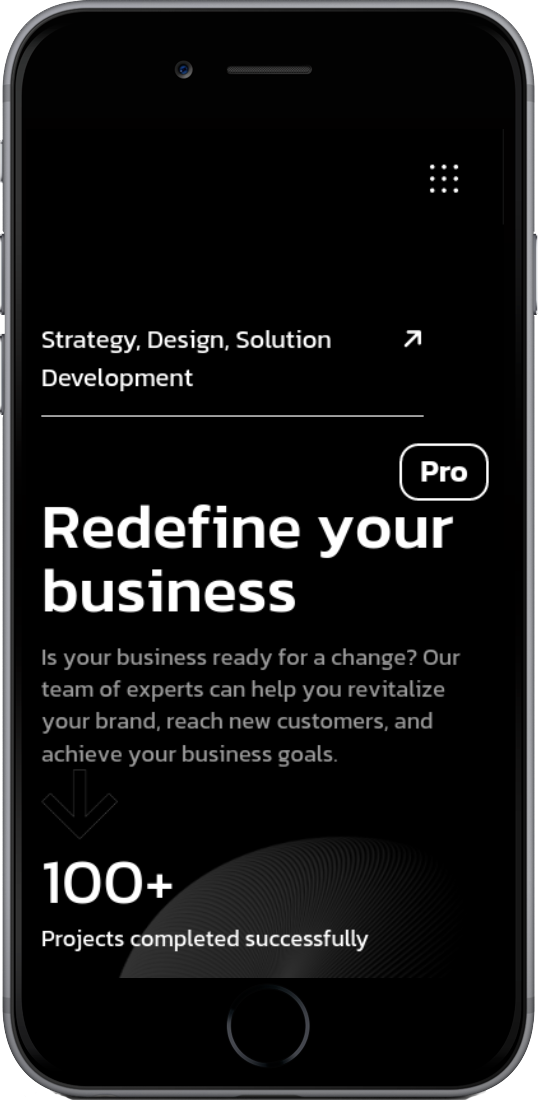 Strategy, Design, Solution
Development
Pro
Redefine your
business
Is your business ready for a change? Our
team of experts can help you revitalize
your brand, reach new customers, and
achieve your business goals.
100+
Projects completed successfully